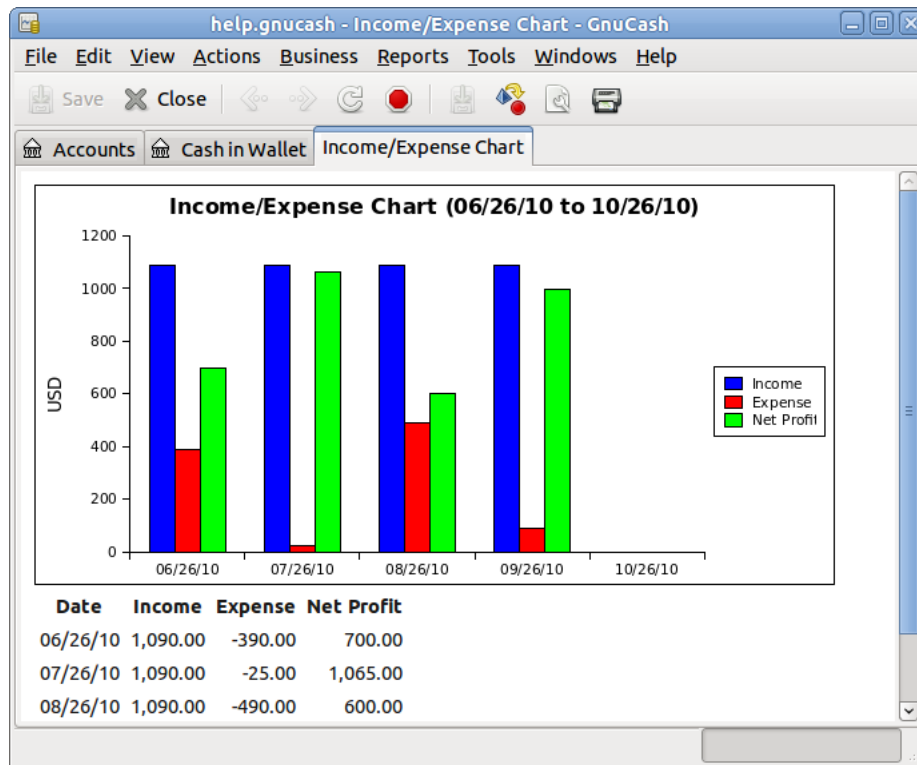 help.gnucash - Income/Expense Chart - GnuCash
File Edit View Actions Business Reports Tools Windows Help
Save Close
Accounts Cash in Wallet Income/Expense Chart
Income/Expense Chart (06/26/10 to 10/26/10)
1200
1000
800
600
400
200
0
USD
06/26/10 07/26/10 08/26/10 09/26/10 10/26/10
Income
Expense
Net Profit
Date Income Expense Net Profit
06/26/10 1,090.00 -390.00 700.00
07/26/10 1,090.00 -25.00 1,065.00
08/26/10 1,090.00 -490.00 600.00